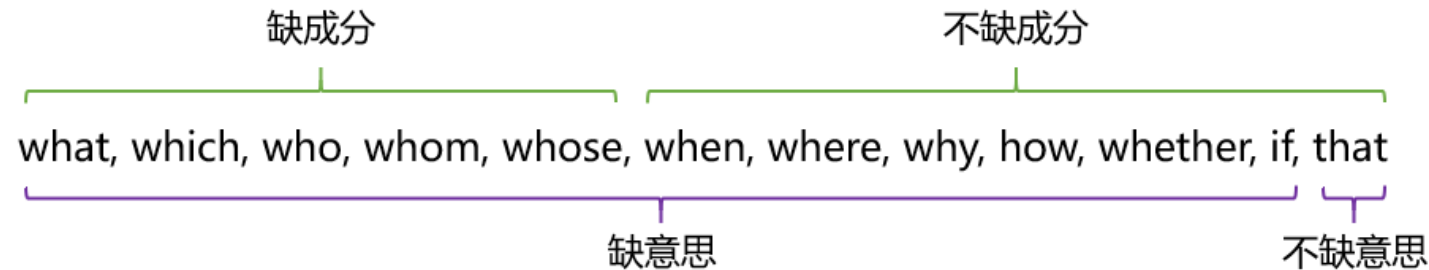 缺成分 不缺成分
what, which, who, whom, whose, when, where, why, how, whether, if, that
缺意思 不缺意思